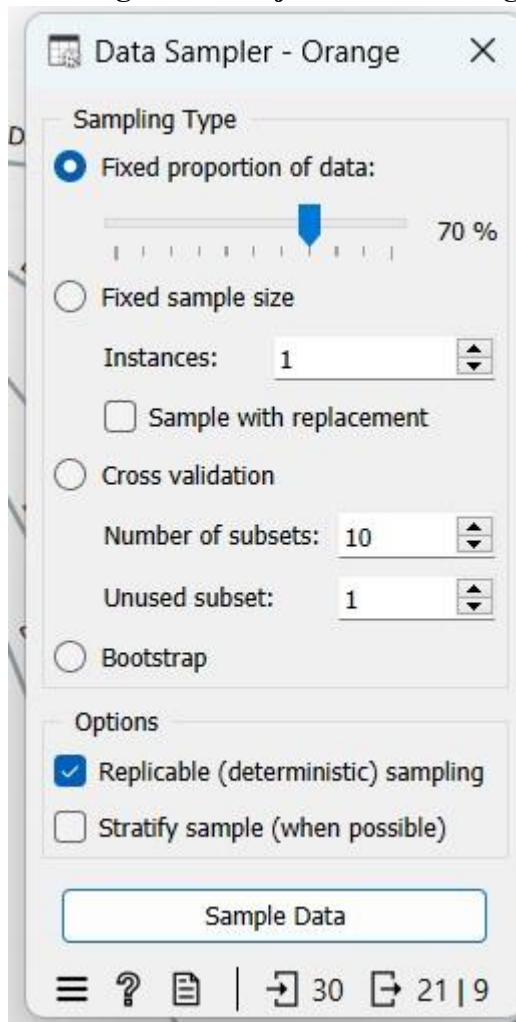 Data Sampler - Orange
Sampling Type
Fixed proportion of data:
70 %
Fixed sample size
Instances: 1
Sample with replacement
Cross validation
Number of subsets: 10
Unused subset: 1
Bootstrap
Options
Replicable (deterministic) sampling
Stratify sample (when possible)
Sample Data
30 21 | 9